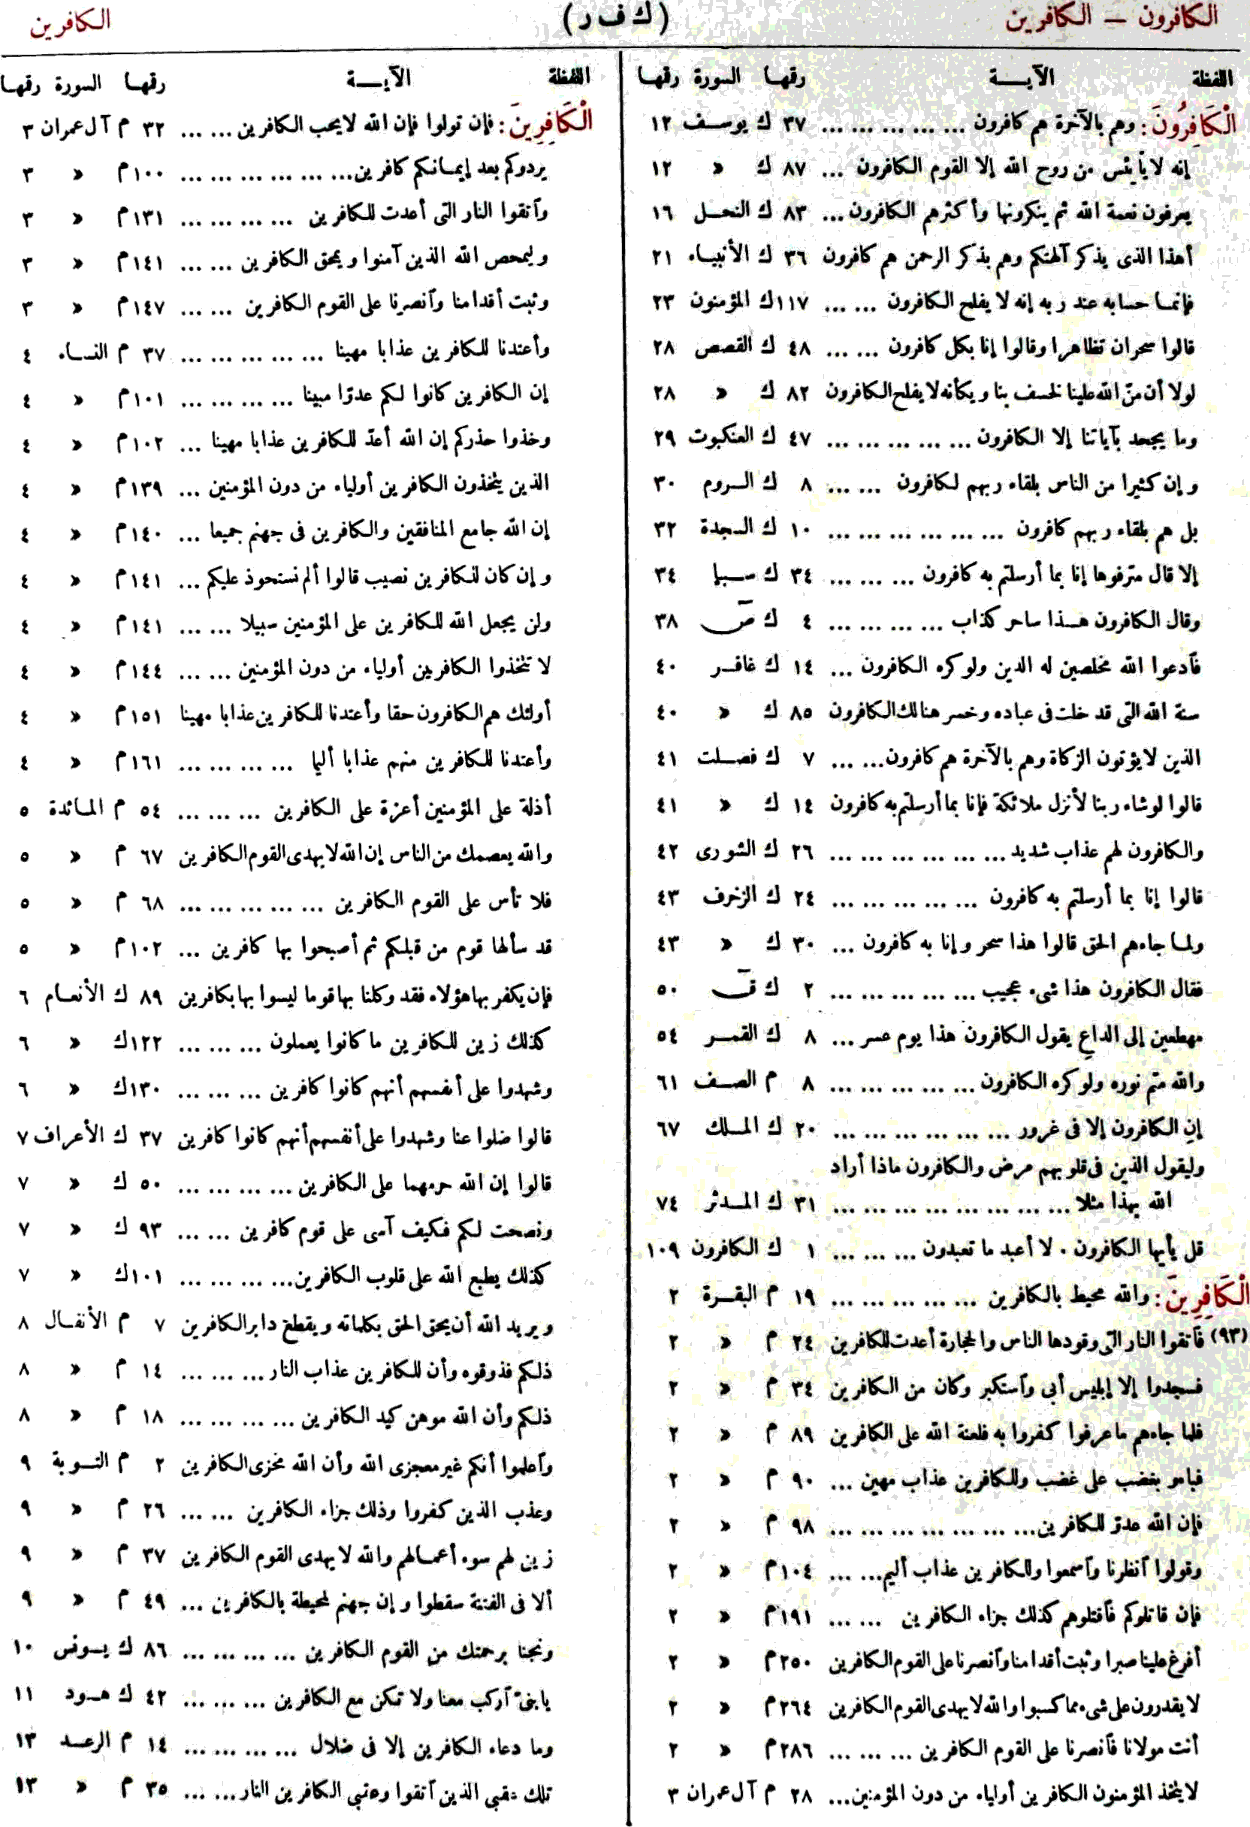 الكافرون – الكافرين
(ك ف ر)
الكافرين
اللفظة الآيــــة رقها السورة رقها
الْكَافِرُونَ: وهم بالآخرة هم كافرون ... ... ... ... ... ٣٧ ك يوسف ١٢
إنه لا يَأْيئس من روح الله إلا القوم الكافرون ... ٨٧ ك » ١٢
يعرفون نعمة الله ثم ينكرونها وأكثرهم الكافرون ... ٨٣ ك النحل ١٦
أهذا الذى يذكر آلهتكم وهم بذكر الرحمن هم كافرون ٣٦ ك الأنبياء ٢١
فإنما حسابه عند ربه إنه لا يفلح الكافرون ... ... ١١٧ ك المؤمنون ٢٣
قالوا سحران تظاهرا وقالوا إنا بكل كافرون ... ... ٤٨ ك القصص ٢٨
لولا أن منّ الله علينا لخسف بنا ويكأنه لا يفلح الكافرون ٨٢ ك » ٢٨
وما يجحد بآياتنا إلا الكافرون ... ... ... ... ... ٤٧ ك العنكبوت ٢٩
وإن كثيرا من الناس بلقاء ربهم لكافرون ... ... ٨ ك الروم ٣٠
بل هم بلقاء ربهم كافرون ... ... ... ... ... ... ١٠ ك السجدة ٣٢
إلا قال مترفوها إنا بما أرسلتم به كافرون ... ... ... ٣٤ ك سبإ ٣٤
وقال الكافرون هذا ساحر كذاب ... ... ... ... ٤ ك صٓ ٣٨
فآدعوا الله مخلصين له الدين ولو كره الكافرون ... ١٤ ك غافر ٤٠
سنة الله التى قد خلت فى عباده وخسر هنالك الكافرون ٨٥ ك » ٤٠
الذين لا يؤتون الزكاة وهم بالآخرة هم كافرون... ... ٧ ك فصلت ٤١
قالوا لو شاء ربنا لأنزل ملائكة فإنا بما أرسلتم به كافرون ١٤ ك » ٤١
والكافرون لهم عذاب شديد ... ... ... ... ... ... ٢٦ ك الشورى ٤٢
قالوا إنا بما أرسلتم به كافرون ... ... ... ... ... ٢٤ ك الزخرف ٤٣
ولما جاءهم الحق قالوا هذا سحر وإنا به كافرون ... ٣٠ ك » ٤٣
فقال الكافرون هذا شىء عجيب ... ... ... ... ... ٢ ك قٓ ٥٠
مهطعين إلى الداعِ يقول الكافرون هذا يوم عسر ... ٨ ك القمر ٥٤
والله متم نوره ولو كره الكافرون ... ... ... ... ... ٨ م الصف ٦١
إن الكافرون إلا فى غرور ... ... ... ... ... ... ٢٠ ك الملك ٦٧
وليقول الذين فى قلوبهم مرض والكافرون ماذا أراد
الله بهذا مثلا ... ... ... ... ... ... ... ... ... ٣١ ك المدثر ٧٤
قل يأيها الكافرون . لا أعبد ما تعبدون ... ... ... ١ ك الكافرون ١٠٩
الْكَافِرِينَ: والله محيط بالكافرين ... ... ... ... ... ... ١٩ م البقرة ٢
(٩٣) فآتقوا النار التى وقودها الناس والحجارة أعدت للكافرين ٢٤ م » ٢
فسجدوا إلا إبليس أبى وآستكبر وكان من الكافرين ٣٤ م » ٢
فلما جاءهم ما عرفوا كفروا به فلعنة الله على الكافرين ٨٩ م » ٢
فباءو بغضب على غضب وللكافرين عذاب مهين ... ٩٠ م » ٢
فإن الله عدوّ للكافرين... ... ... ... ... ... ... ٩٨ م » ٢
وقولوا آنظرنا وآسمعوا وللكافرين عذاب أليم... ... ١٠٤ م » ٢
فإن قاتلوكم فآقتلوهم كذلك جزاء الكافرين ... ... ١٩١ م » ٢
أفرغ علينا صبرا وثبت أقدامنا وآنصرنا على القوم الكافرين ٢٥٠ م » ٢
لا يقدرون على شىء مما كسبوا والله لا يهدى القوم الكافرين ٢٦٤ م » ٢
أنت مولانا فآنصرنا على القوم الكافرين ... ... ... ٢٨٦ م » ٢
لا يتخذ المؤمنون الكافرين أولياء من دون المؤمنين... ٢٨ م آل عمران ٣
اللفظة الآيــــة رقها السورة رقها
الْكَافِرِينَ: فإن تولوا فإن الله لا يحب الكافرين ... ... ٣٢ م آل عمران ٣
يردوكم بعد إيمانكم كافرين... ... ... ... ... ... ١٠٠ م » ٣
وآتقوا النار التى أعدت للكافرين ... ... ... ... ١٣١ م » ٣
وليمحص الله الذين آمنوا ويمحق الكافرين ... ... ١٤١ م » ٣
وثبت أقدامنا وآنصرنا على القوم الكافرين ... ... ١٤٧ م » ٣
وأعتدنا للكافرين عذابا مهينا ... ... ... ... ... ٣٧ م النساء ٤
إن الكافرين كانوا لكم عدوّا مبينا ... ... ... ... ١٠١ م » ٤
وخذوا حذركم إن الله أعدّ للكافرين عذابا مهينا ... ١٠٢ م » ٤
الذين يتخذون الكافرين أولياء من دون المؤمنين ... ١٣٩ م » ٤
إن الله جامع المنافقين والكافرين فى جهنم جميعا ... ١٤٠ م » ٤
وإن كان للكافرين نصيب قالوا ألم نستحوذ عليكم ... ١٤١ م » ٤
ولن يجعل الله للكافرين على المؤمنين سبيلا ... ... ١٤١ م » ٤
لا تتخذوا الكافرين أولياء من دون المؤمنين ... ... ١٤٤ م » ٤
أولئك هم الكافرون حقا وأعتدنا للكافرين عذابا مهينا ١٥١ م » ٤
وأعتدنا للكافرين منهم عذابا أليما ... ... ... ... ١٦١ م » ٤
أذلة على المؤمنين أعزة على الكافرين ... ... ... ٥٤ م المائدة ٥
والله يعصمك من الناس إن الله لا يهدى القوم الكافرين ٦٧ م » ٥
فلا تأس على القوم الكافرين ... ... ... ... ... ٦٨ م » ٥
قد سألها قوم من قبلكم ثم أصبحوا بها كافرين ... ١٠٢ م » ٥
فإن يكفر بها هؤلاء فقد وكلنا بها قوما ليسوا بها بكافرين ٨٩ ك الأنعام ٦
كذلك زين للكافرين ما كانوا يعملون ... ... ... ١٢٢ ك » ٦
وشهدوا على أنفسهم أنهم كانوا كافرين ... ... ... ١٣٠ ك » ٦
قالوا ضلوا عنا وشهدوا على أنفسهم أنهم كانوا كافرين ٣٧ ك الأعراف ٧
قالوا إن الله حرمهما على الكافرين ... ... ... ... ٥٠ ك » ٧
ونصحت لكم فكيف آسى على قوم كافرين ... ... ٩٣ ك » ٧
كذلك يطبع الله على قلوب الكافرين... ... ... ... ١٠١ ك » ٧
ويريد الله أن يحق الحق بكلماته ويقطع دابر الكافرين ٧ م الأنفال ٨
ذلكم فذوقوه وأن للكافرين عذاب النار ... ... ... ١٤ م » ٨
ذلكم وأن الله موهن كيد الكافرين ... ... ... ... ١٨ م » ٨
وآعلموا أنكم غير معجزى الله وأن الله مخزى الكافرين ٢ م التوبة ٩
وعذب الذين كفروا وذلك جزاء الكافرين ... ... ٢٦ م » ٩
زين لهم سوء أعمالهم والله لا يهدى القوم الكافرين ٣٧ م » ٩
ألا فى الفتنة سقطوا وإن جهنم لمحيطة بالكافرين ... ٤٩ م » ٩
ونجنا برحمتك من القوم الكافرين ... ... ... ... ٨٦ ك يونس ١٠
يا بنىّ آركب معنا ولا تكن مع الكافرين ... ... ... ٤٢ ك هود ١١
وما دعاء الكافرين إلا فى ضلال ... ... ... ... ١٤ م الرعد ١٣
تلك عقبى الذين آتقوا وعقبى الكافرين النار... ... ٣٥ م » ١٣